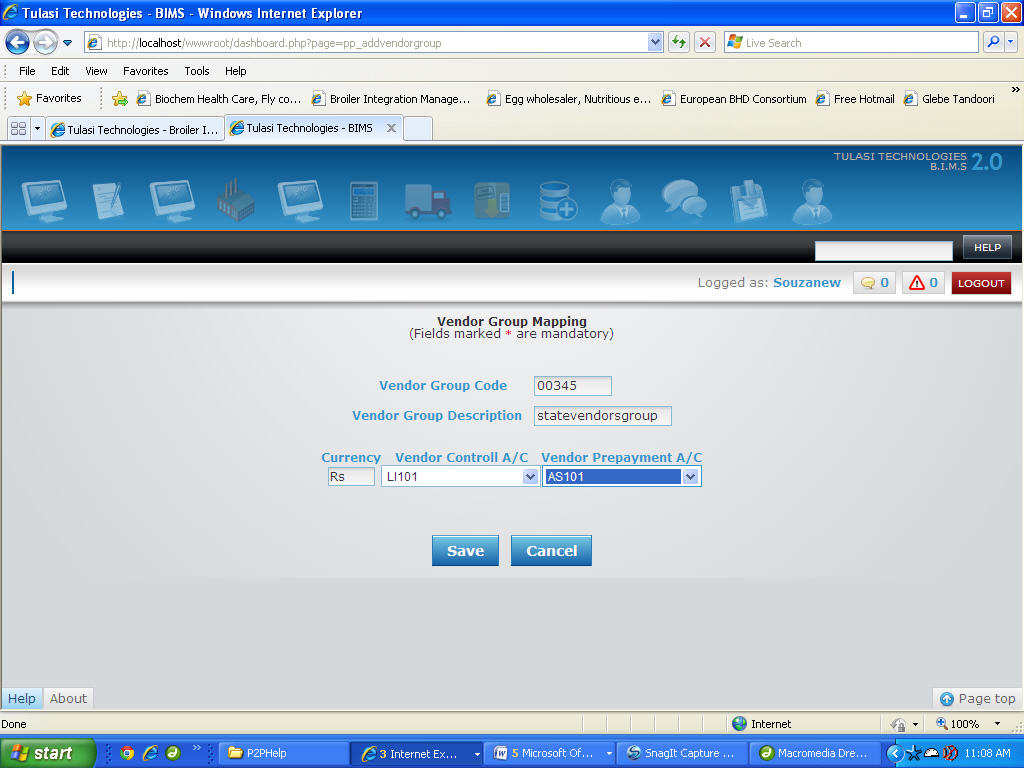 Tulasi Technologies - BIMS - Windows Internet Explorer
http://localhost/wwwroot/dashboard.php?page=pp_addvendorgroup
Live Search
File Edit View Favorites Tools Help
Favorites Biochem Health Care, Fly co... Broiler Integration Manage... Egg wholesaler, Nutritious e... European BHD Consortium Free Hotmail Glebe Tandoori »
Tulasi Technologies - Broiler I... Tulasi Technologies - BIMS X
TULASI TECHNOLOGIES 2.0
B.I.M.S
HELP
Logged as: Souzanew 0 0 LOGOUT
Vendor Group Mapping
(Fields marked * are mandatory)
Vendor Group Code 00345
Vendor Group Description statevendorsgroup
Currency Vendor Controll A/C Vendor Prepayment A/C
Rs LI101 AS101
Save Cancel
Help About Page top
Done Internet 100%
start » P2PHelp 3 Internet Ex... 5 Microsoft Of... SnagIt Capture ... Macromedia Dre... 11:08 AM